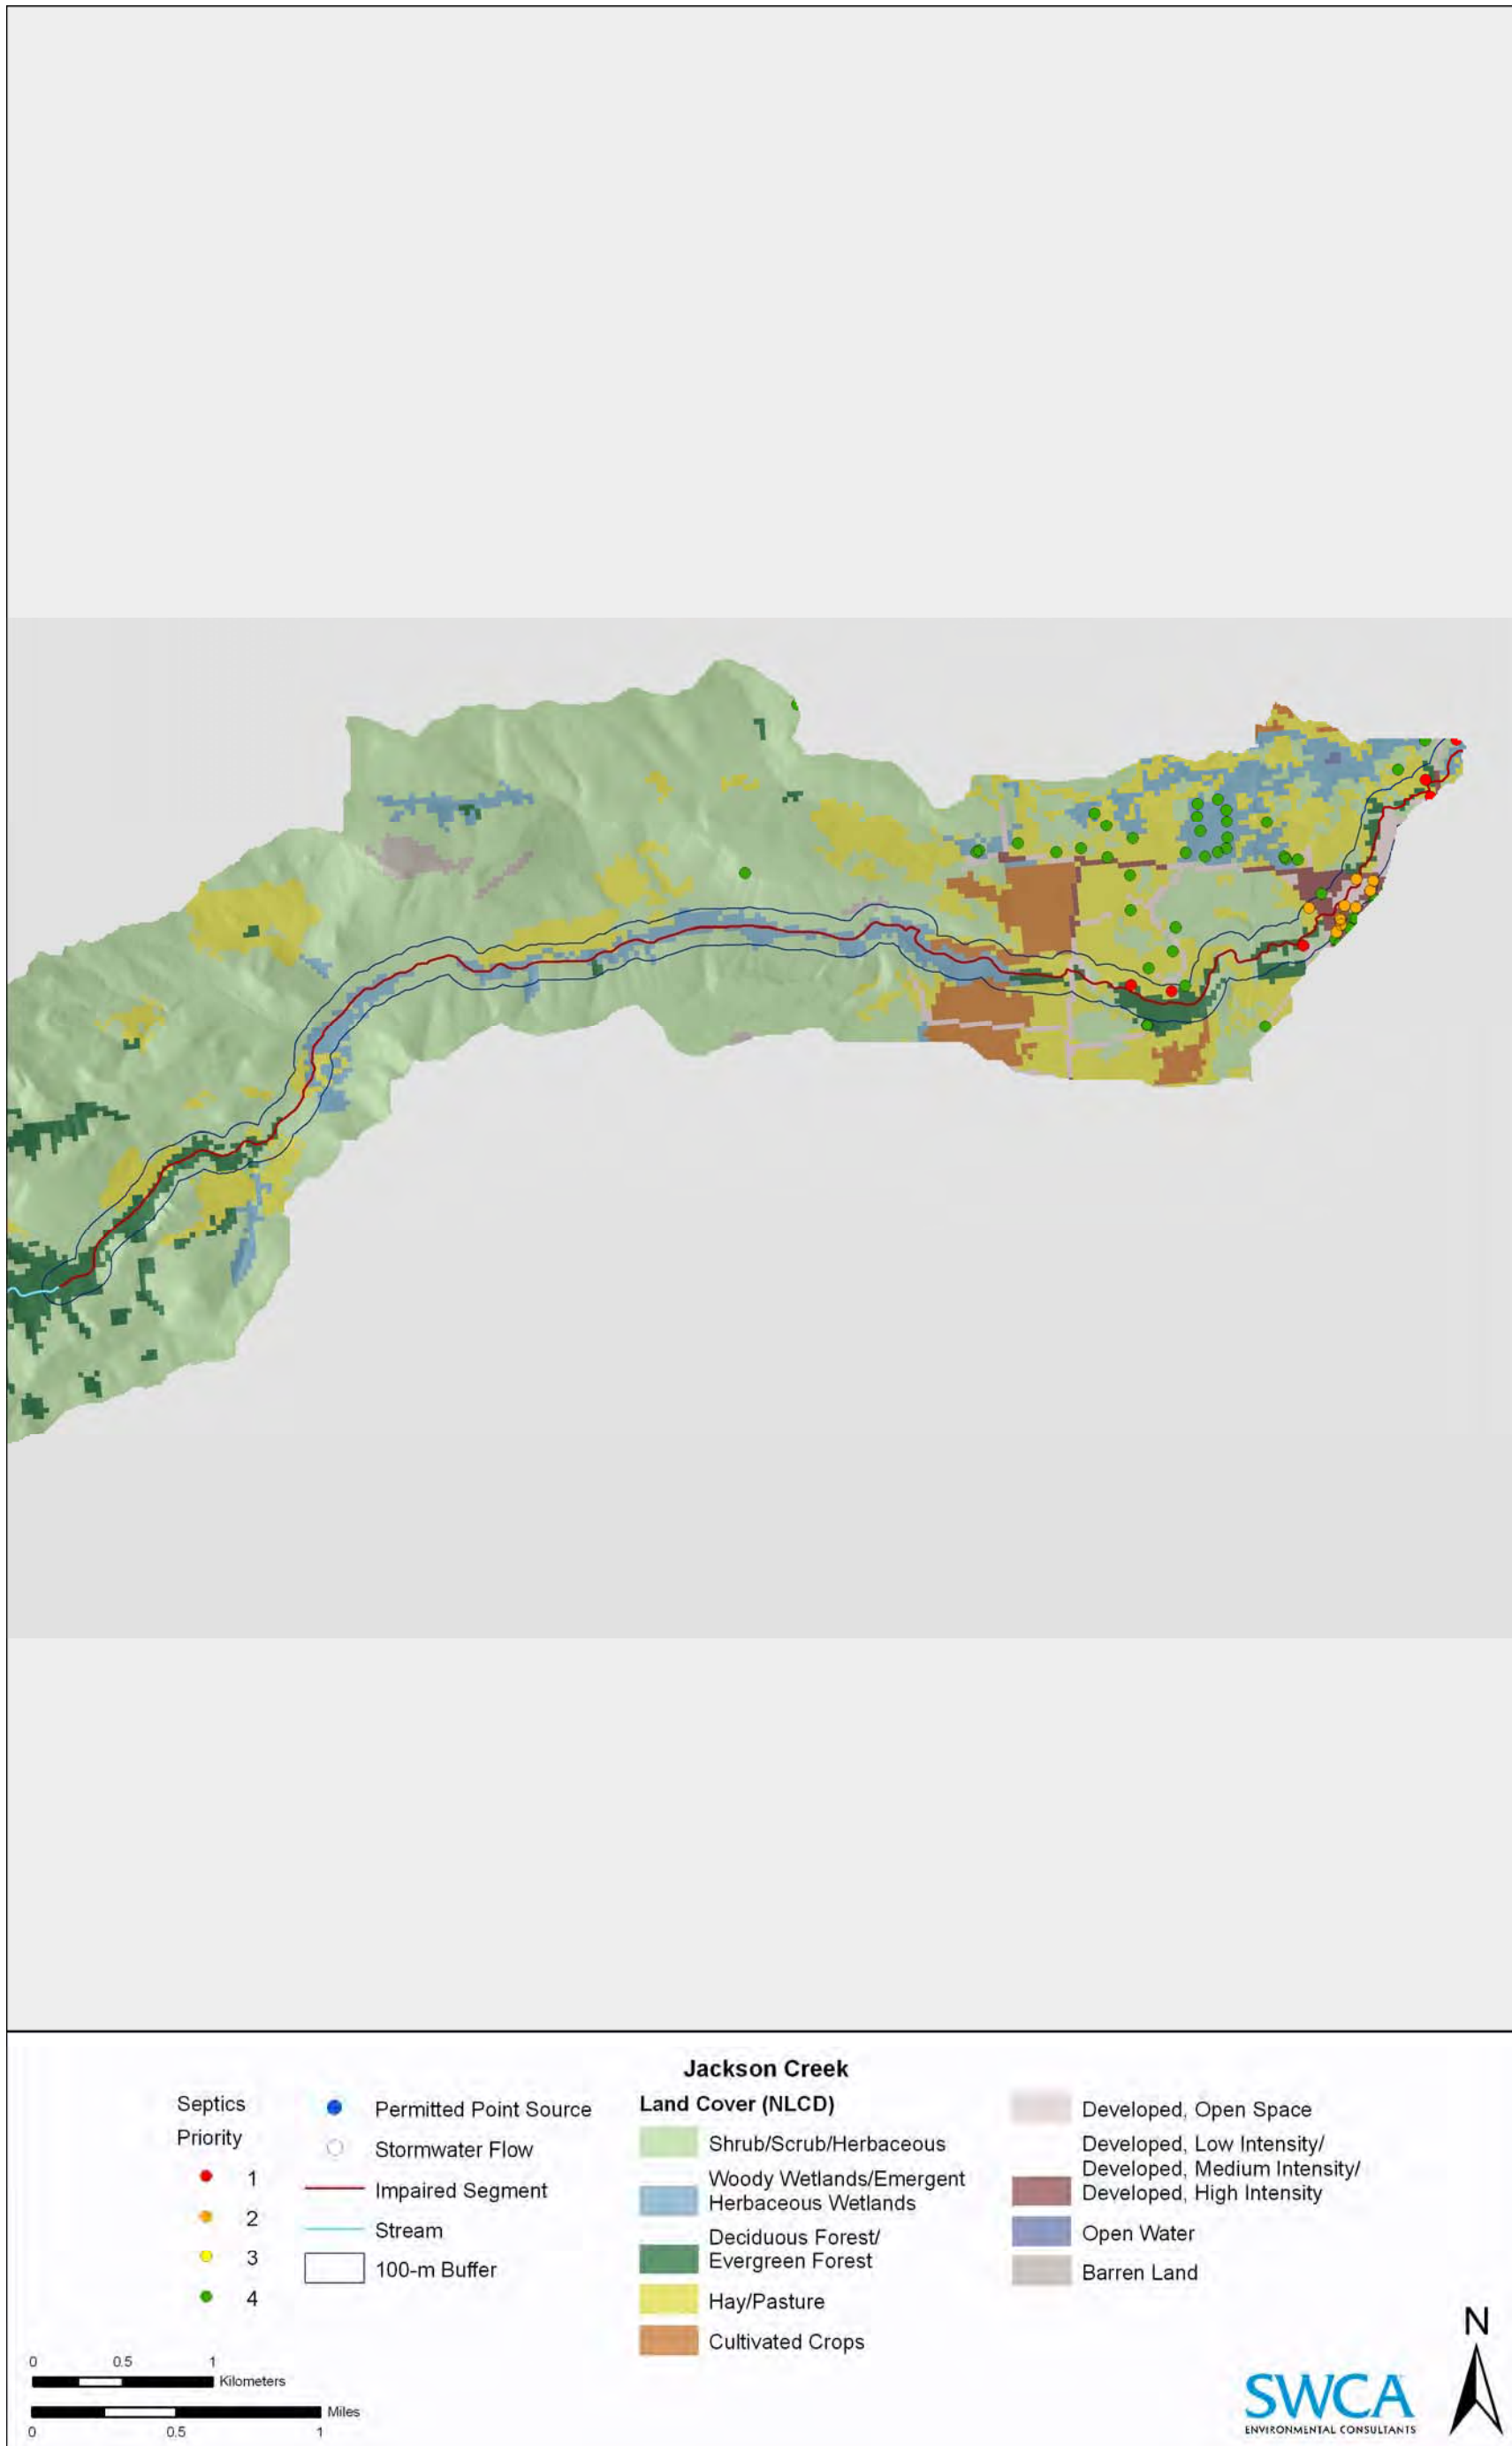 Jackson Creek
Septics
Priority
1
2
3
4
Permitted Point Source
Stormwater Flow
Impaired Segment
Stream
100-m Buffer
Land Cover (NLCD)
Shrub/Scrub/Herbaceous
Woody Wetlands/Emergent
Herbaceous Wetlands
Deciduous Forest/
Evergreen Forest
Hay/Pasture
Cultivated Crops
Developed, Open Space
Developed, Low Intensity/
Developed, Medium Intensity/
Developed, High Intensity
Open Water
Barren Land
0 0.5 1
Kilometers
Miles
0 0.5 1
SWCA
ENVIRONMENTAL CONSULTANTS
N